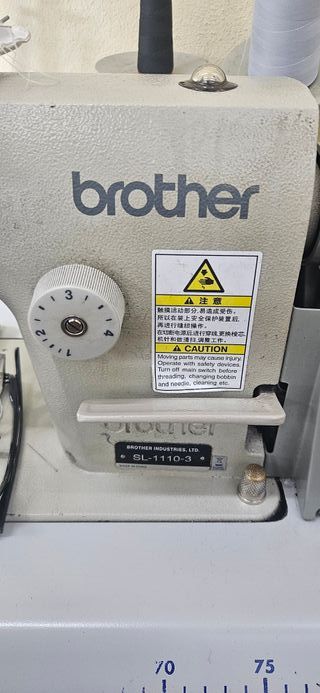 brother
3
2
4
1
注意
触摸活动部分,易造成受伤。
所以在装上安全保护装置后,
再进行缝纫操作。
在切断电源后进行穿线,更换梭芯,
机针和做清扫,调整工作。
CAUTION
Moving parts may cause injury.
Operate with safety devices.
Turn off main switch before
threading, changing bobbin
and needle, cleaning etc.
brother
BROTHER INDUSTRIES, LTD.
SL-1110-3
70
75